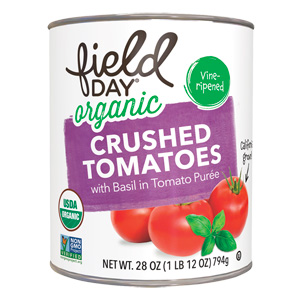 field
DAY®
organic
Vine-
ripened
CRUSHED
TOMATOES
with Basil in Tomato Purée
USDA
ORGANIC
NON
GMO
VERIFIED
NET WT. 28 OZ (1 LB 12 OZ) 794g